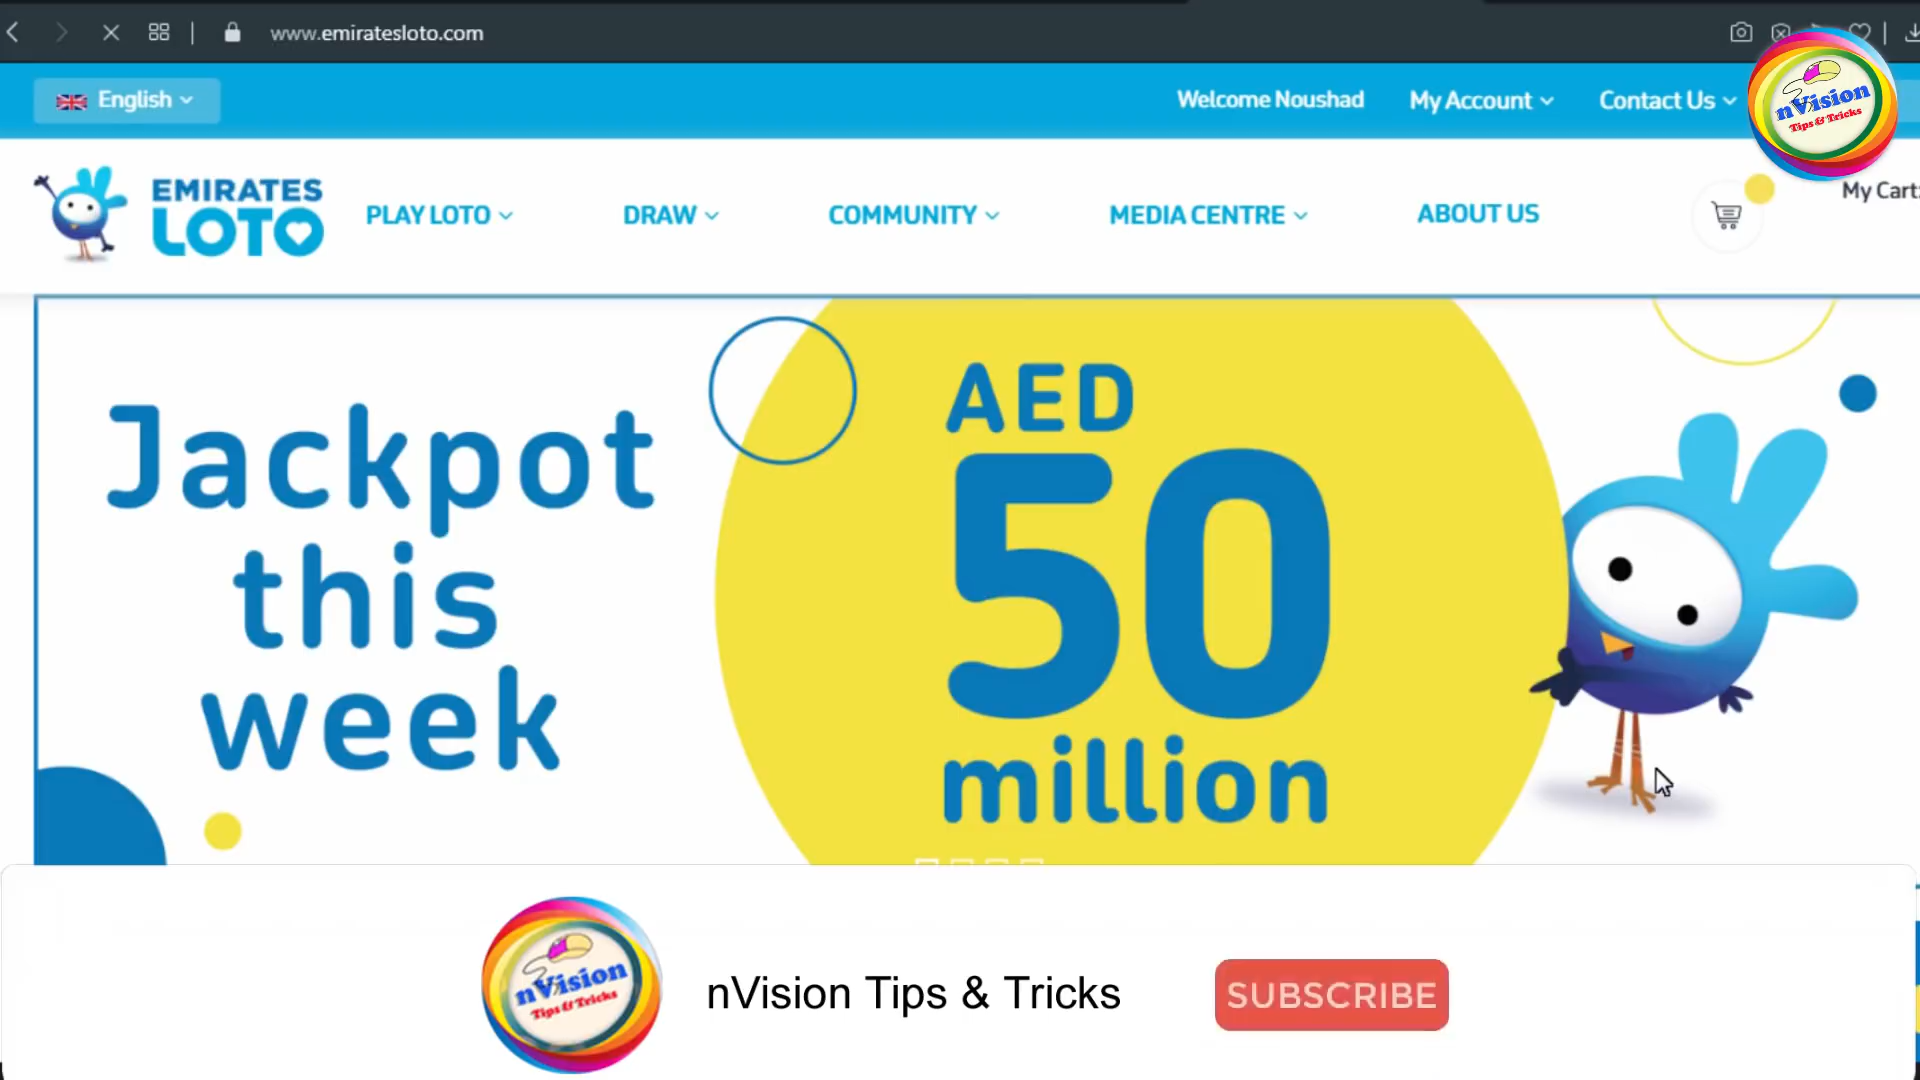 www.emiratesloto.com
English
Welcome Noushad
My Account
Contact Us
nVision
Tips & Tricks
EMIRATES
LOTO
PLAY LOTO
DRAW
COMMUNITY
MEDIA CENTRE
ABOUT US
My Cart:
Jackpot
this
week
AED
50
million
nVision
Tips & Tricks
nVision Tips & Tricks
SUBSCRIBE